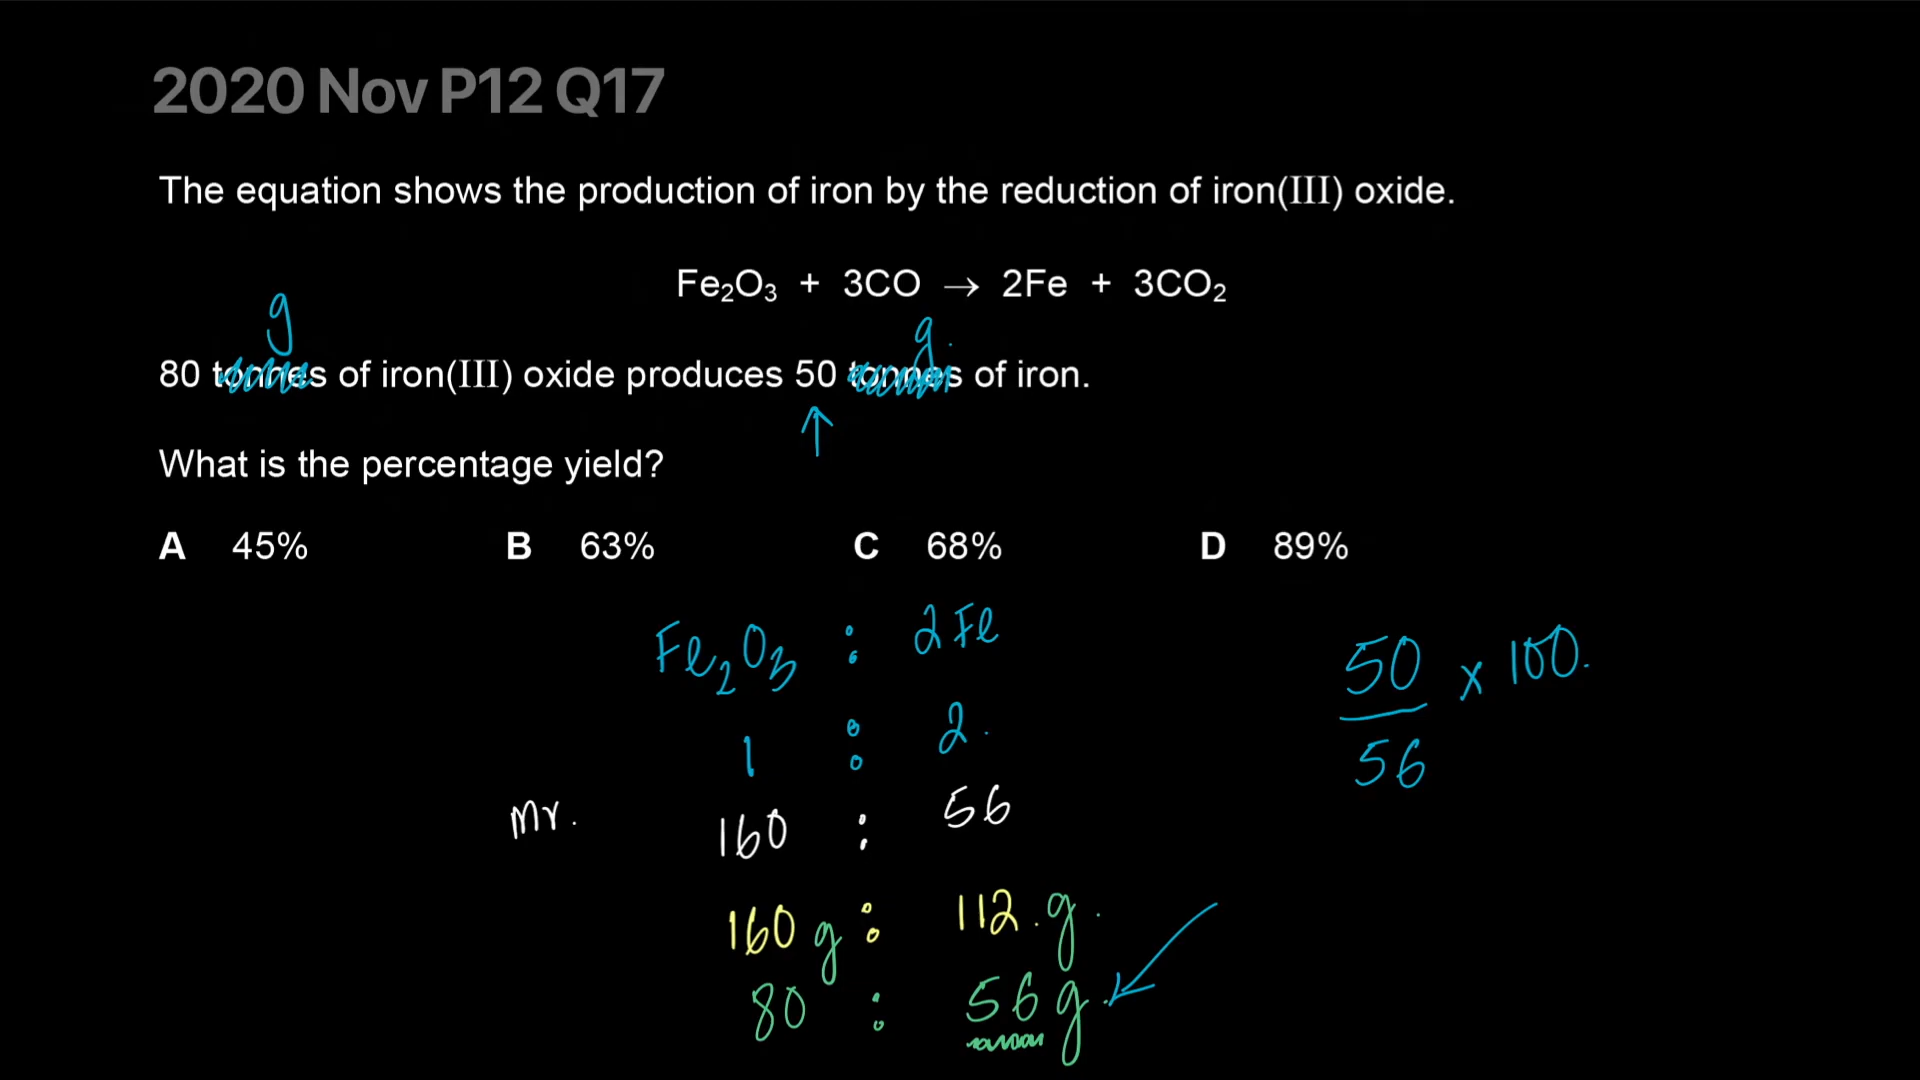 2020 Nov P12 Q17
The equation shows the production of iron by the reduction of iron(III) oxide.
Fe₂O₃ + 3CO → 2Fe + 3CO₂
g g.
80 tonnes of iron(III) oxide produces 50 tonnes of iron.
↑
What is the percentage yield?
A 45% B 63% C 68% D 89%
Fe₂O₃ : 2Fe
1 : 2.
Mr. 160 : 56
160 g : 112. g.
80 : 56 g.
50/56 x 100.